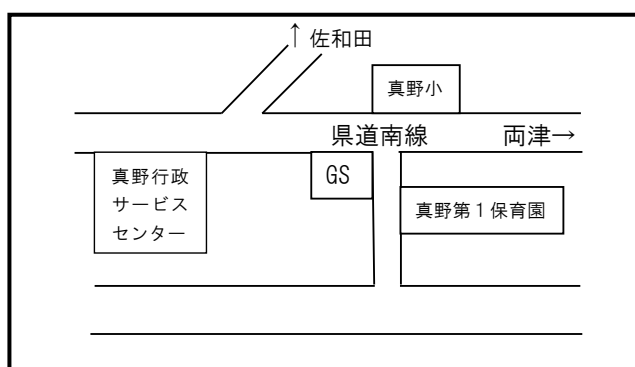 ↑ 佐和田
真野小
県道南線
両津→
真野行政
サービス
センター
GS
真野第１保育園